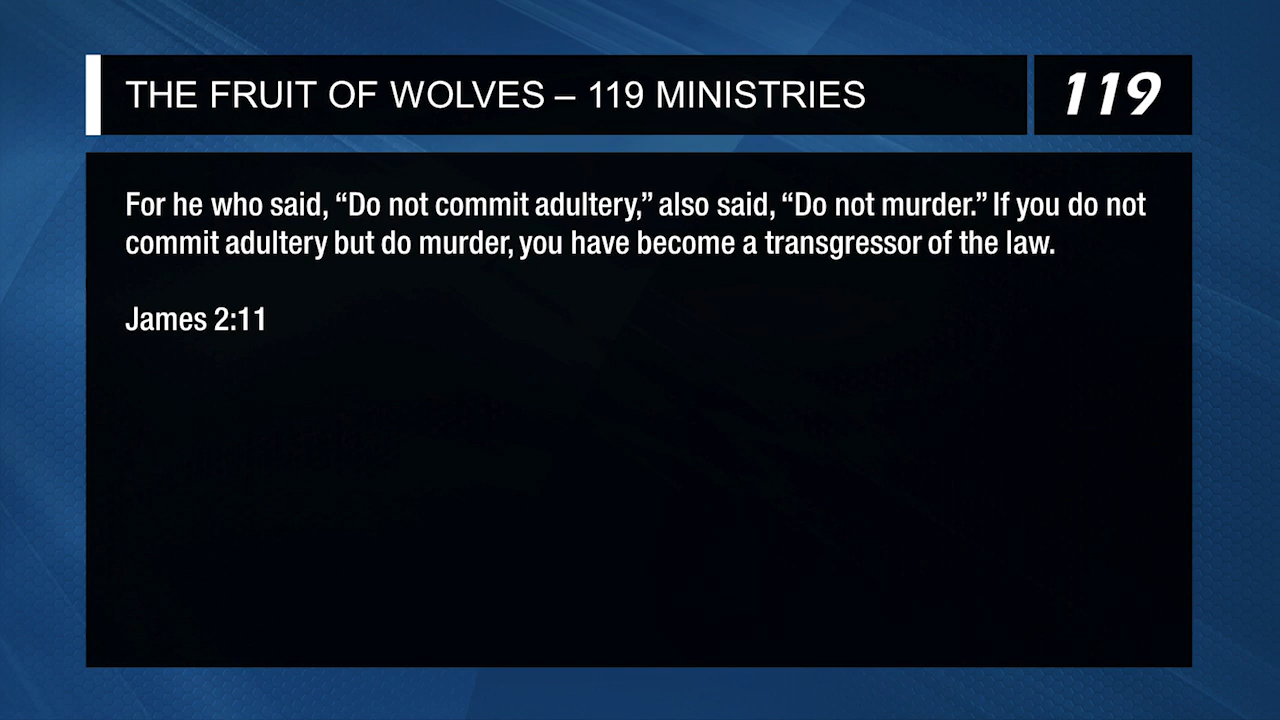 THE FRUIT OF WOLVES – 119 MINISTRIES
119
For he who said, “Do not commit adultery,” also said, “Do not murder.” If you do not
commit adultery but do murder, you have become a transgressor of the law.
James 2:11